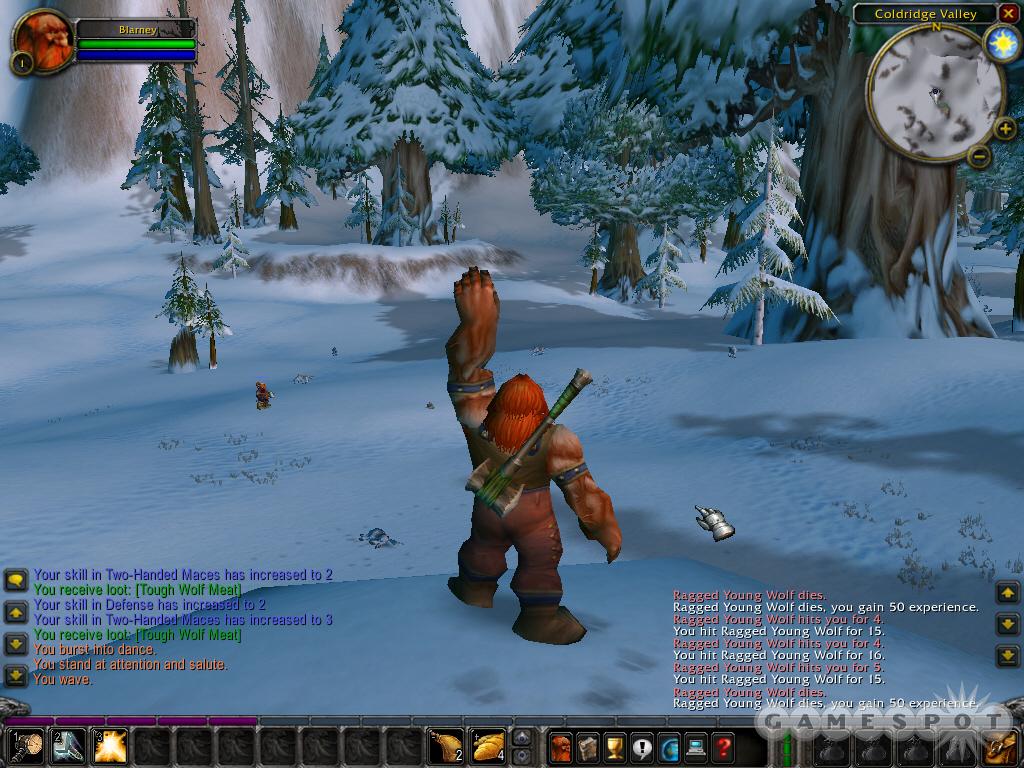 Blarney
1
Coldridge Valley
N
Your skill in Two-Handed Maces has increased to 2
You receive loot: [Tough Wolf Meat]
Your skill in Defense has increased to 2
Your skill in Two-Handed Maces has increased to 3
You receive loot: [Tough Wolf Meat]
You burst into dance.
You stand at attention and salute.
You wave.
Ragged Young Wolf dies.
Ragged Young Wolf dies, you gain 50 experience.
Ragged Young Wolf hits you for 4.
You hit Ragged Young Wolf for 15.
Ragged Young Wolf hits you for 4.
You hit Ragged Young Wolf for 16.
Ragged Young Wolf hits you for 5.
You hit Ragged Young Wolf for 15.
Ragged Young Wolf dies.
Ragged Young Wolf dies, you gain 50 experience.
GAMESPOT
1 2 3 2 4